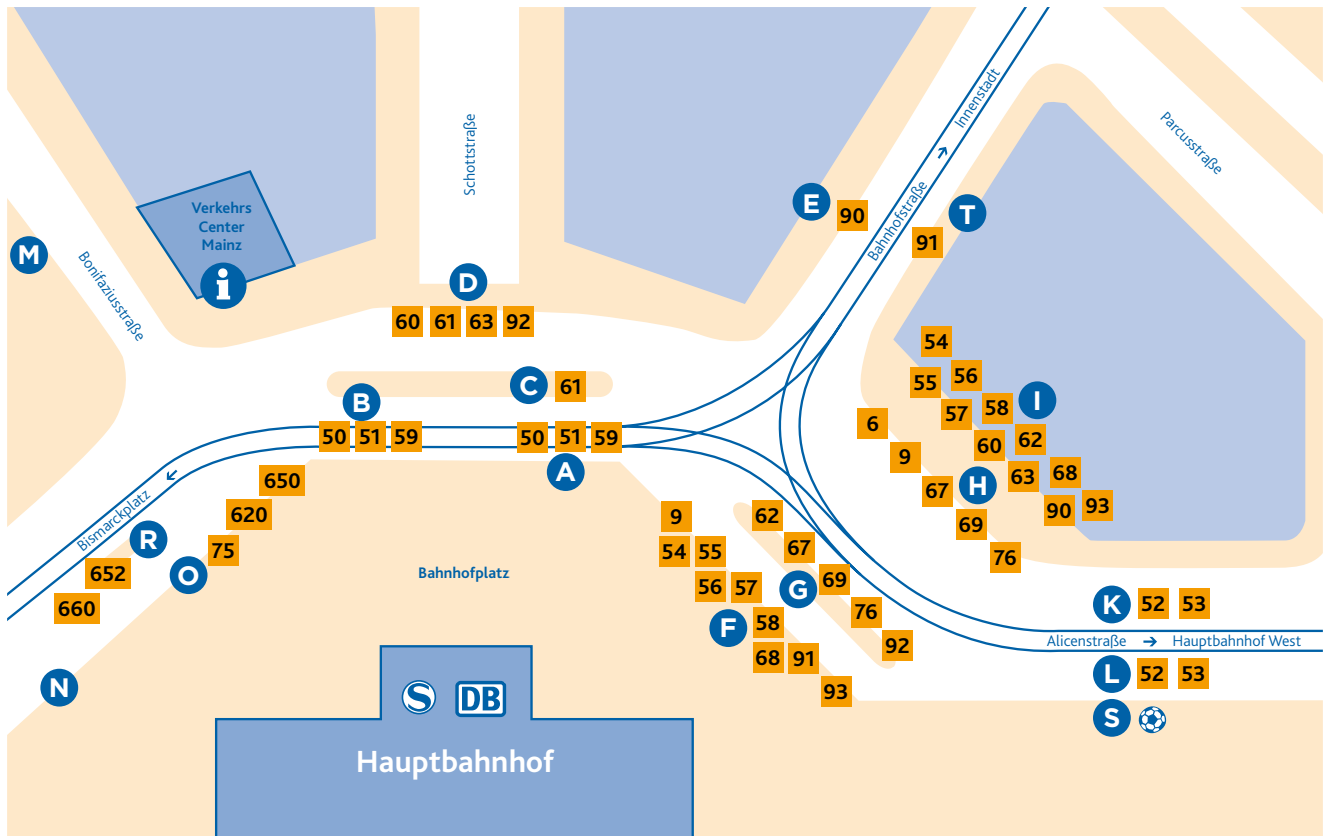 Schottstraße
Innenstadt
Parcusstraße
Verkehrs
Center
Mainz
i
E
90
Bahnhofstraße
T
91
M
Bonifaziusstraße
D
60 61 63 92
C
61
B
50 51 59
50 51 59
A
54
55 56
57 58 I
60 62
63 68
90 93
6
9
67 H
69
76
650
620
75
Bismarckplatz
R
O
652
660
N
Bahnhofplatz
9
54 55
56 57
F 58
68 91
93
62
67
G 69
76
92
K 52 53
Alicenstraße → Hauptbahnhof West
L 52 53
S
S DB
Hauptbahnhof